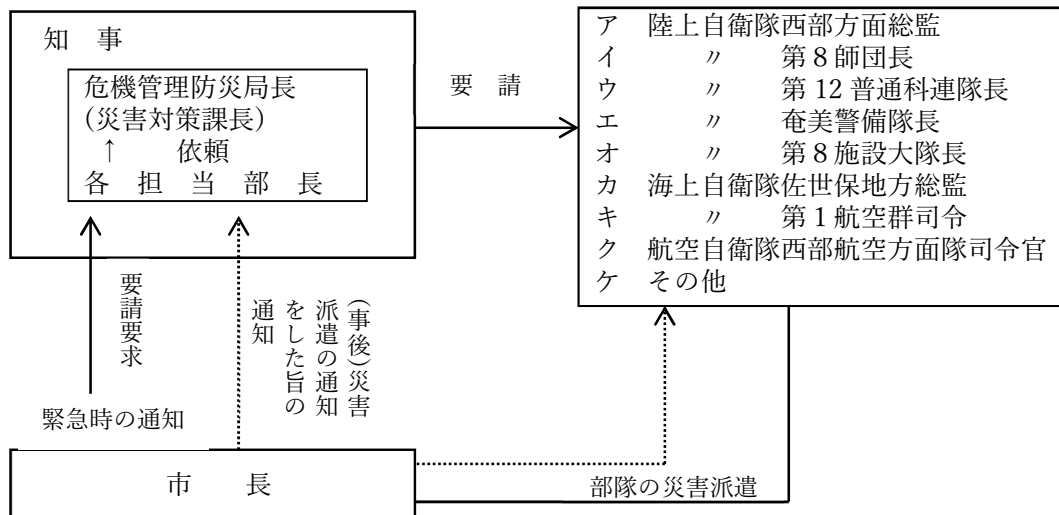 知　事
危機管理防災局長
(災害対策課長)
↑　　依頼
各　担　当　部　長
要　請
ア　陸上自衛隊西部方面総監
イ　　　〃　　　第８師団長
ウ　　　〃　　　第 12 普通科連隊長
エ　　　〃　　　奄美警備隊長
オ　　　〃　　　第８施設大隊長
カ　海上自衛隊佐世保地方総監
キ　　　〃　　　第１航空群司令
ク　航空自衛隊西部航空方面隊司令官
ケ　その他
要請要求
(事後)災害
派遣の通知
をした旨の
通知
緊急時の通知
市　　長
部隊の災害派遣